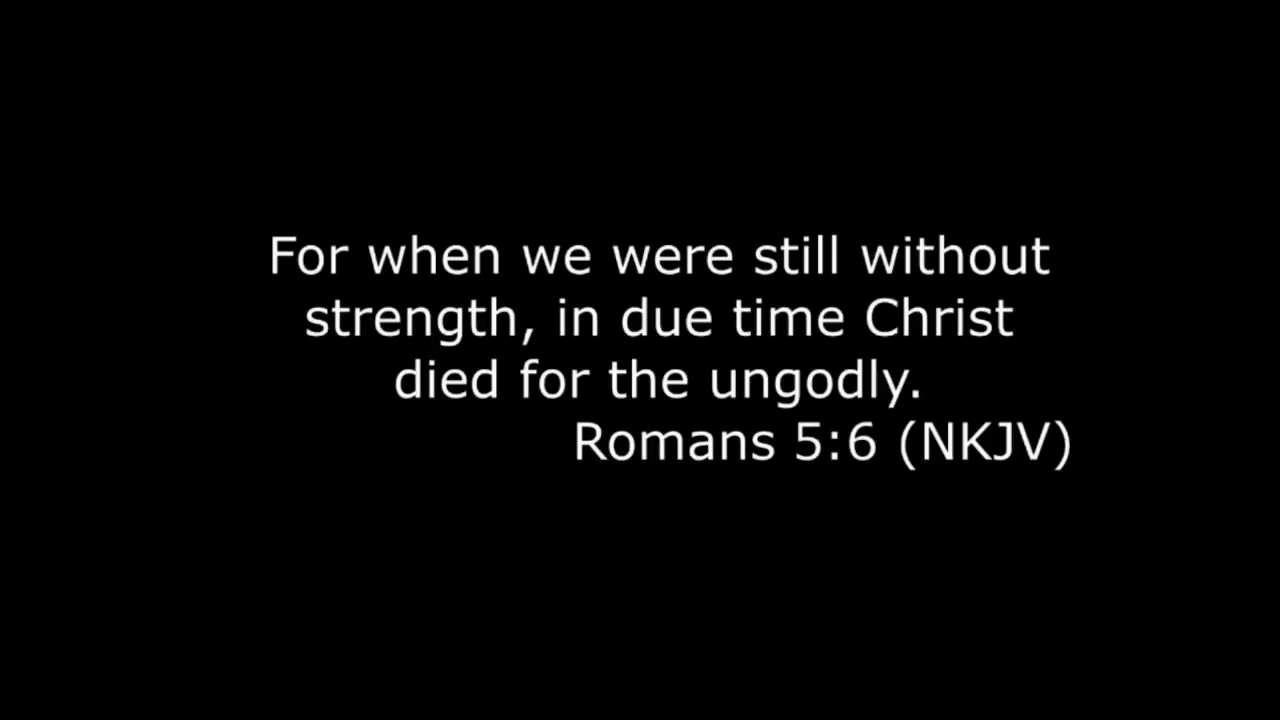 For when we were still without
strength, in due time Christ
died for the ungodly.
Romans 5:6 (NKJV)